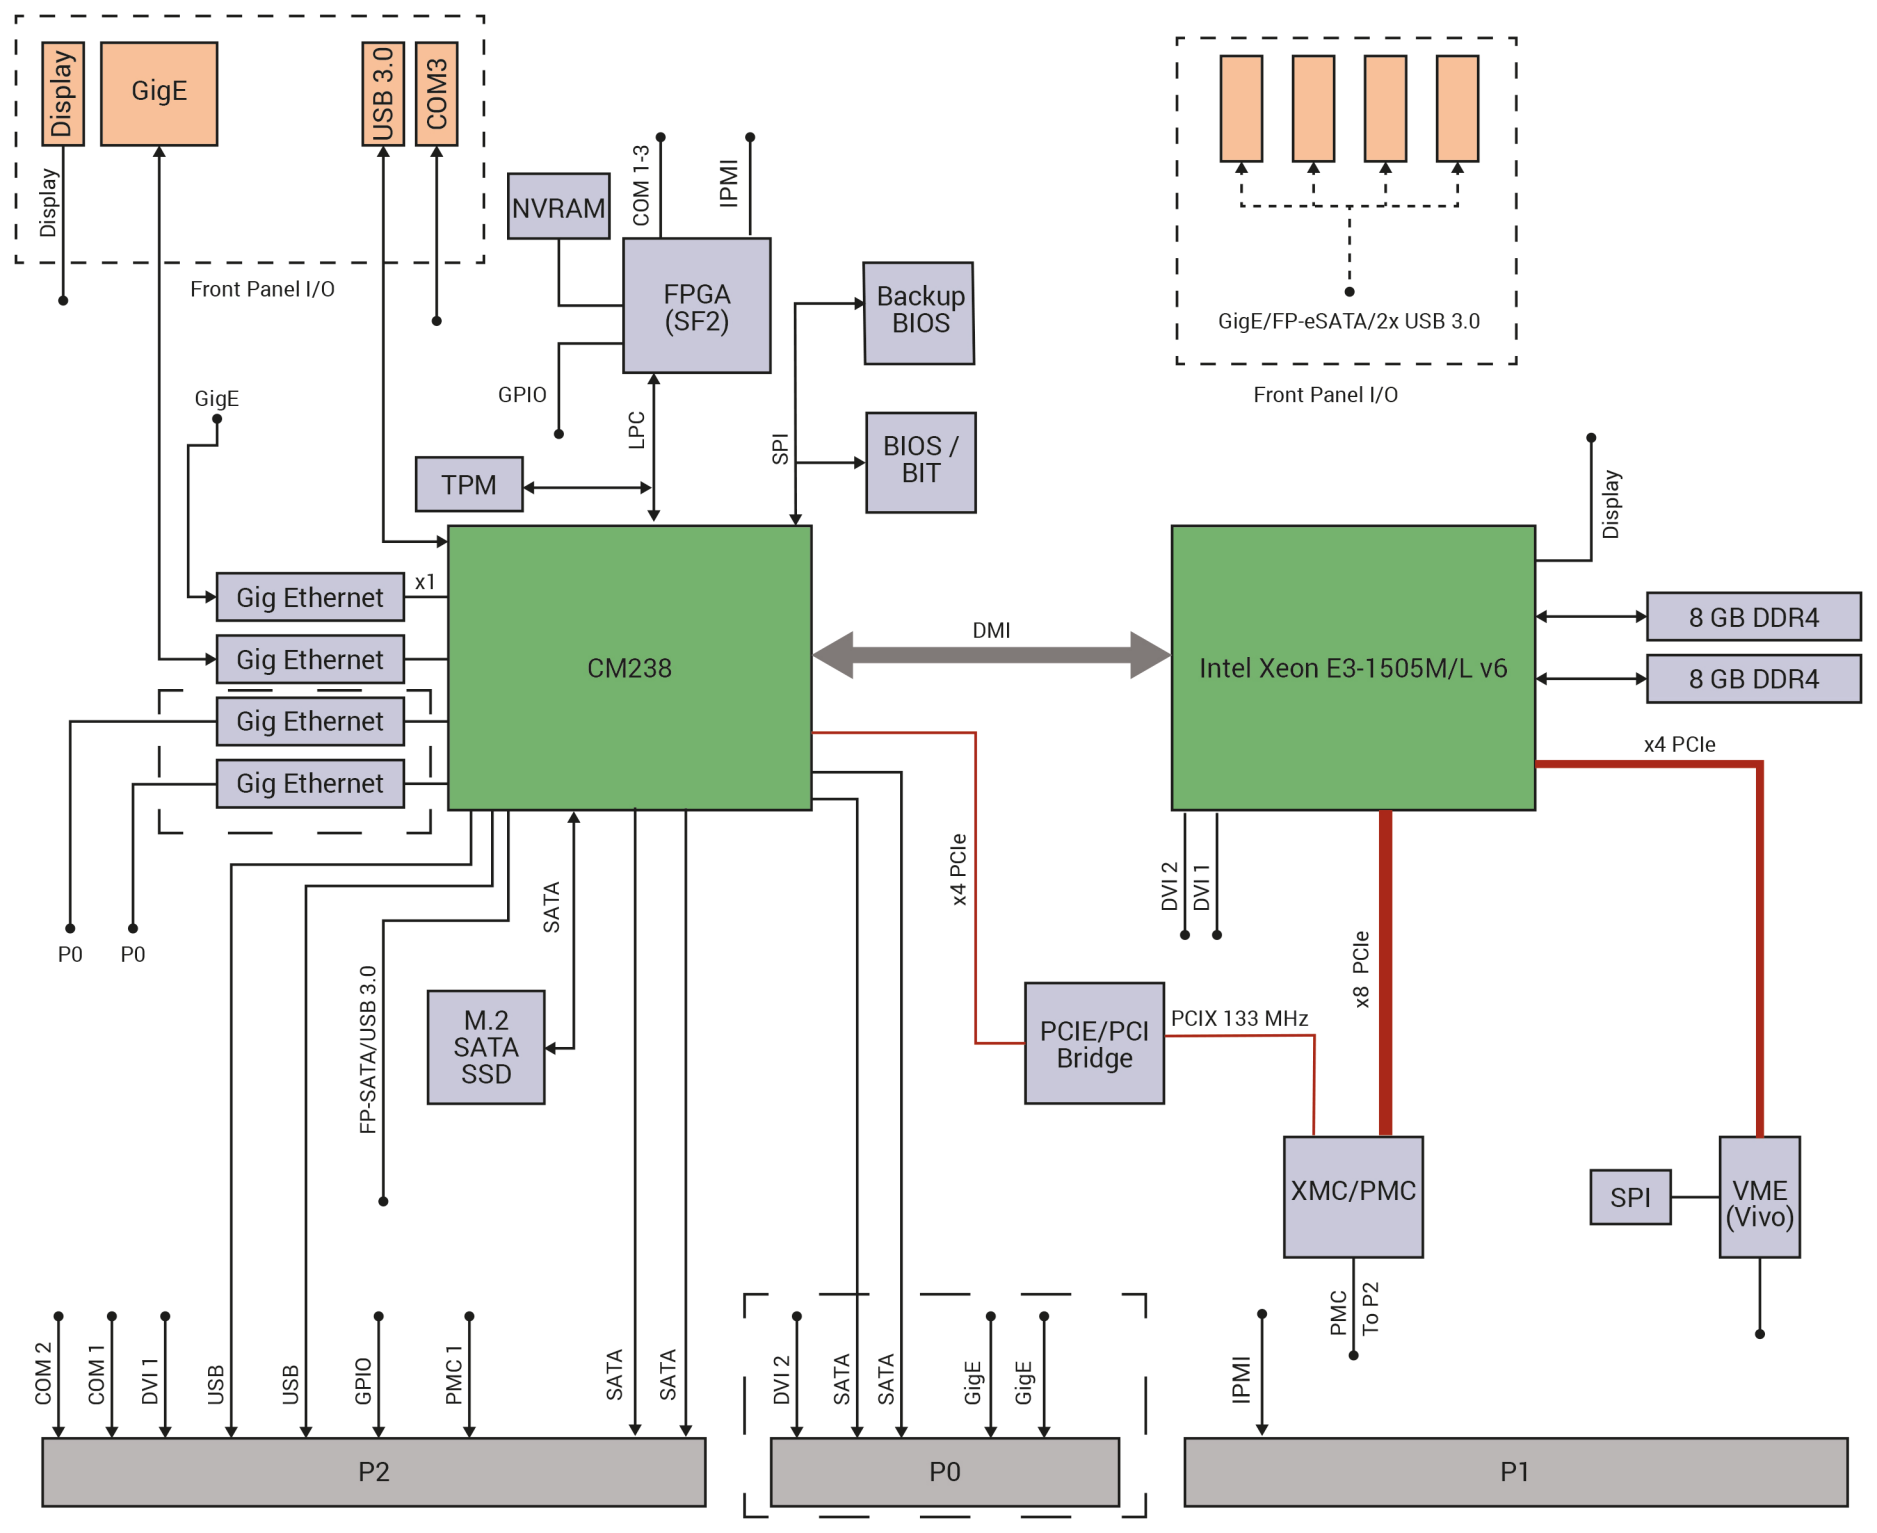 Display
GigE
USB 3.0
COM3
Display
Front Panel I/O
NVRAM
COM 1-3
IPMI
FPGA
(SF2)
GPIO
LPC
TPM
SPI
Backup
BIOS
BIOS /
BIT
GigE/FP-eSATA/2x USB 3.0
Front Panel I/O
GigE
Gig Ethernet
x1
Gig Ethernet
Gig Ethernet
Gig Ethernet
P0
P0
CM238
DMI
Intel Xeon E3-1505M/L v6
Display
8 GB DDR4
8 GB DDR4
x4 PCIe
DVI 2
DVI 1
x4 PCIe
x8 PCIe
SATA
FP-SATA/USB 3.0
M.2
SATA
SSD
PCIE/PCI
Bridge
PCIX 133 MHz
XMC/PMC
SPI
VME
(Vivo)
PMC
To P2
COM 2
COM 1
DVI 1
USB
USB
GPIO
PMC 1
SATA
SATA
DVI 2
SATA
SATA
GigE
GigE
IPMI
P2
P0
P1